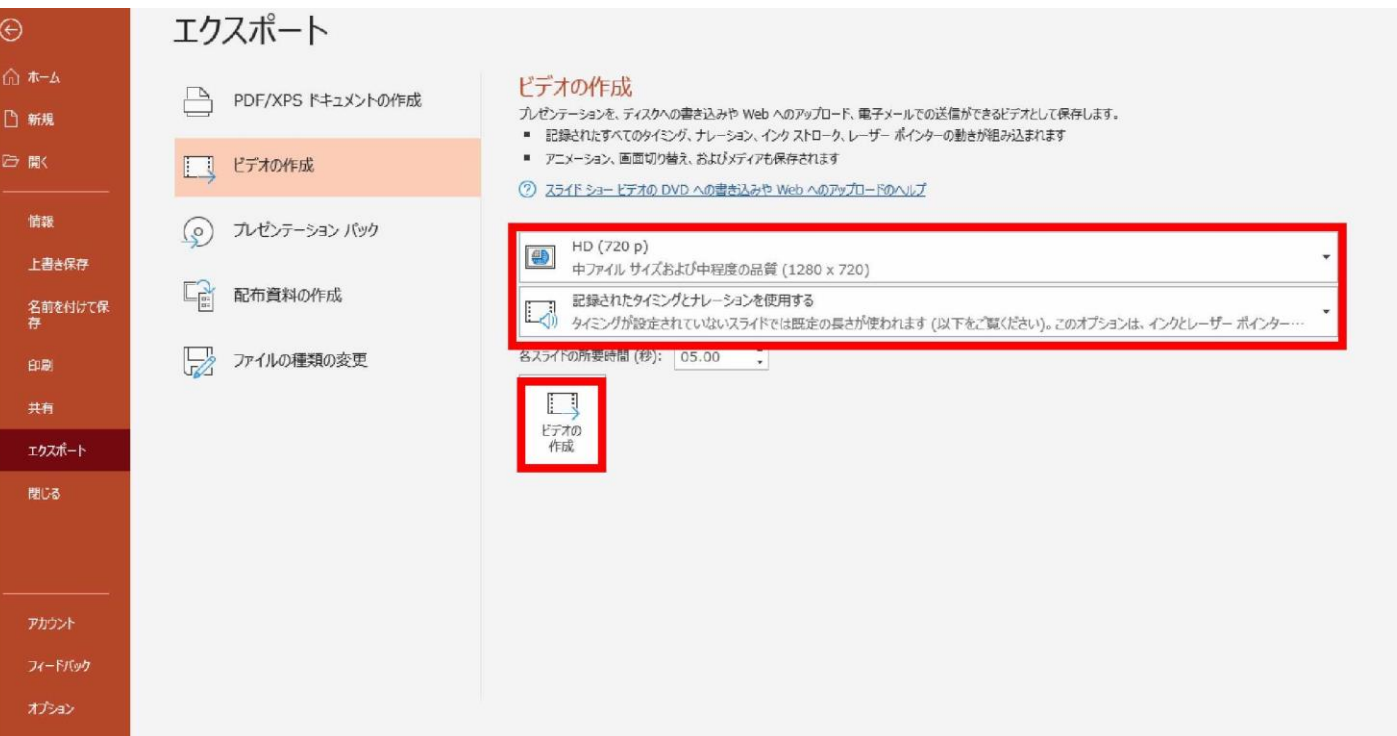 エクスポート
ホーム
新規
開く
情報
上書き保存
名前を付けて保
存
印刷
共有
エクスポート
閉じる
アカウント
フィードバック
オプション
PDF/XPS ドキュメントの作成
ビデオの作成
プレゼンテーション パック
配布資料の作成
ファイルの種類の変更
ビデオの作成
プレゼンテーションを、ディスクへの書き込みや Web へのアップロード、電子メールでの送信ができるビデオとして保存します。
■ 記録されたすべてのタイミング、ナレーション、インク ストローク、レーザー ポインターの動きが組み込まれます
■ アニメーション、画面切り替え、およびメディアも保存されます
? スライド ショー ビデオの DVD への書き込みや Web へのアップロードのヘルプ
HD (720 p)
中ファイル サイズおよび中程度の品質 (1280 x 720)
記録されたタイミングとナレーションを使用する
タイミングが設定されていないスライドでは既定の長さが使われます (以下をご覧ください)。このオプションは、インクとレーザー ポインター…
各スライドの所要時間 (秒): 05.00
ビデオの
作成